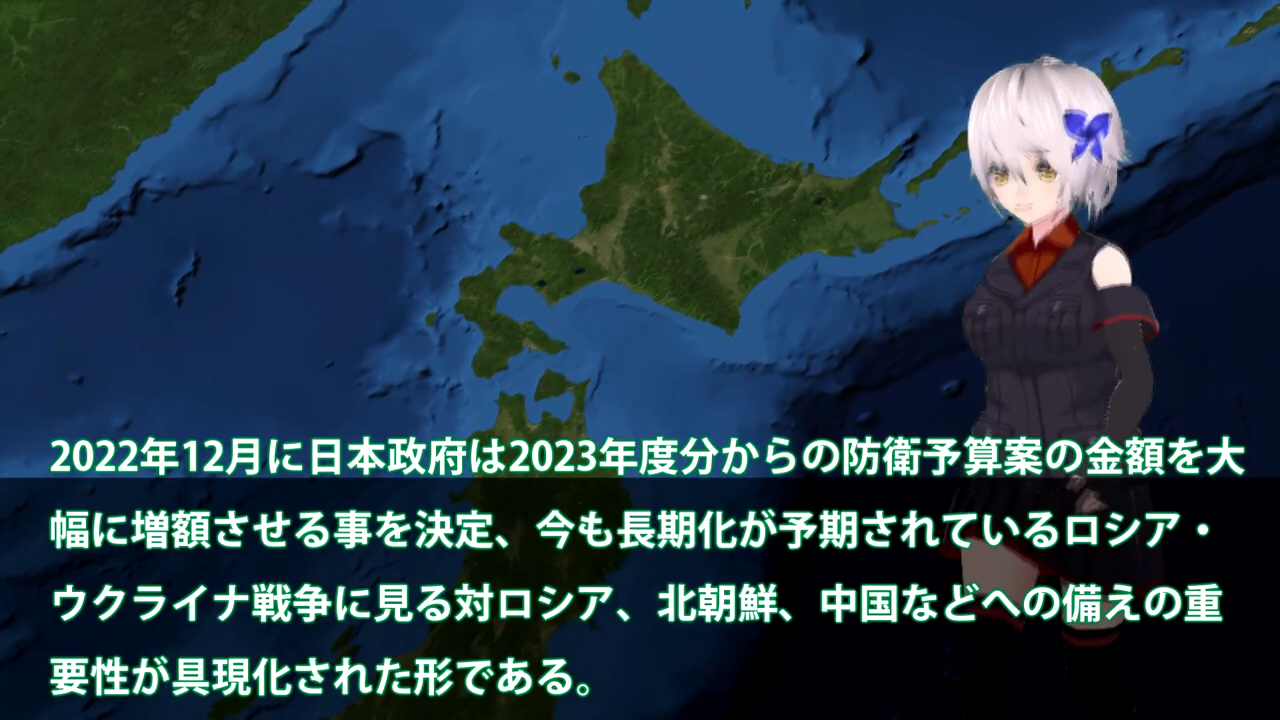 2022年12月に日本政府は2023年度分からの防衛予算案の金額を大
幅に増額させる事を決定、今も長期化が予期されているロシア・
ウクライナ戦争に見る対ロシア、北朝鮮、中国などへの備えの重
要性が具現化された形である。